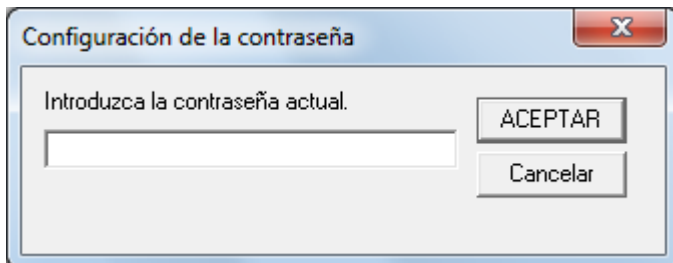 Configuración de la contraseña
Introduzca la contraseña actual.
ACEPTAR
Cancelar